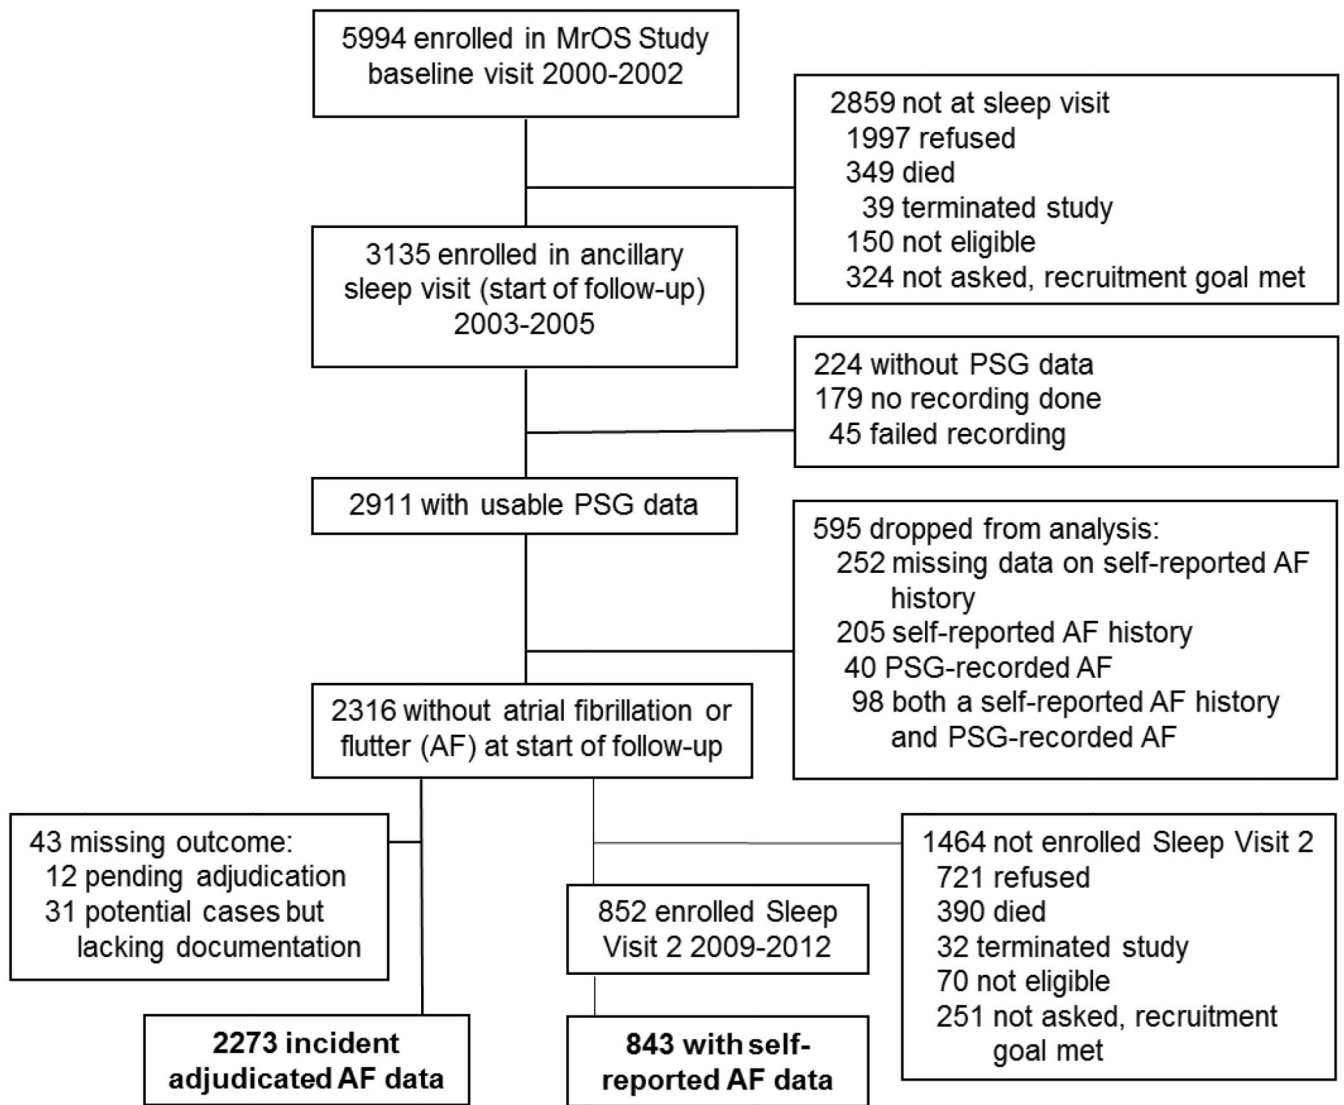 5994 enrolled in MrOS Study
baseline visit 2000-2002
2859 not at sleep visit
1997 refused
349 died
39 terminated study
150 not eligible
324 not asked, recruitment goal met
3135 enrolled in ancillary
sleep visit (start of follow-up)
2003-2005
224 without PSG data
179 no recording done
45 failed recording
2911 with usable PSG data
595 dropped from analysis:
252 missing data on self-reported AF
history
205 self-reported AF history
40 PSG-recorded AF
98 both a self-reported AF history
and PSG-recorded AF
2316 without atrial fibrillation or
flutter (AF) at start of follow-up
43 missing outcome:
12 pending adjudication
31 potential cases but
lacking documentation
1464 not enrolled Sleep Visit 2
721 refused
390 died
32 terminated study
70 not eligible
251 not asked, recruitment
goal met
852 enrolled Sleep
Visit 2 2009-2012
2273 incident
adjudicated AF data
843 with self-
reported AF data